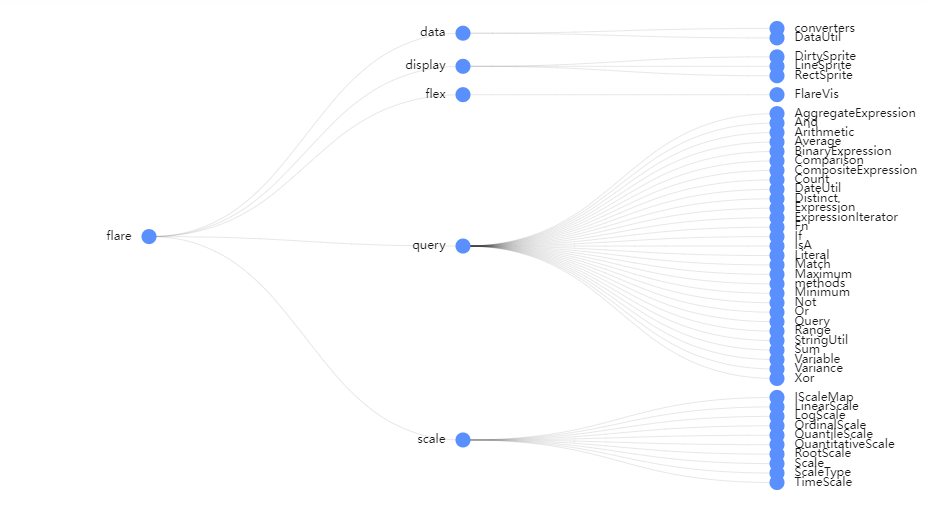 flare
data
display
flex
query
scale
converters
DataUtil
DirtySprite
LineSprite
RectSprite
FlareVis
AggregateExpression
And
Arithmetic
Average
BinaryExpression
Comparison
CompositeExpression
Count
DateUtil
Distinct
Expression
ExpressionIterator
Fn
If
IsA
Literal
Match
Maximum
methods
Minimum
Not
Or
Query
Range
StringUtil
Sum
Variable
Variance
Xor
IScaleMap
LinearScale
LogScale
OrdinalScale
QuantileScale
QuantitativeScale
RootScale
Scale
ScaleType
TimeScale